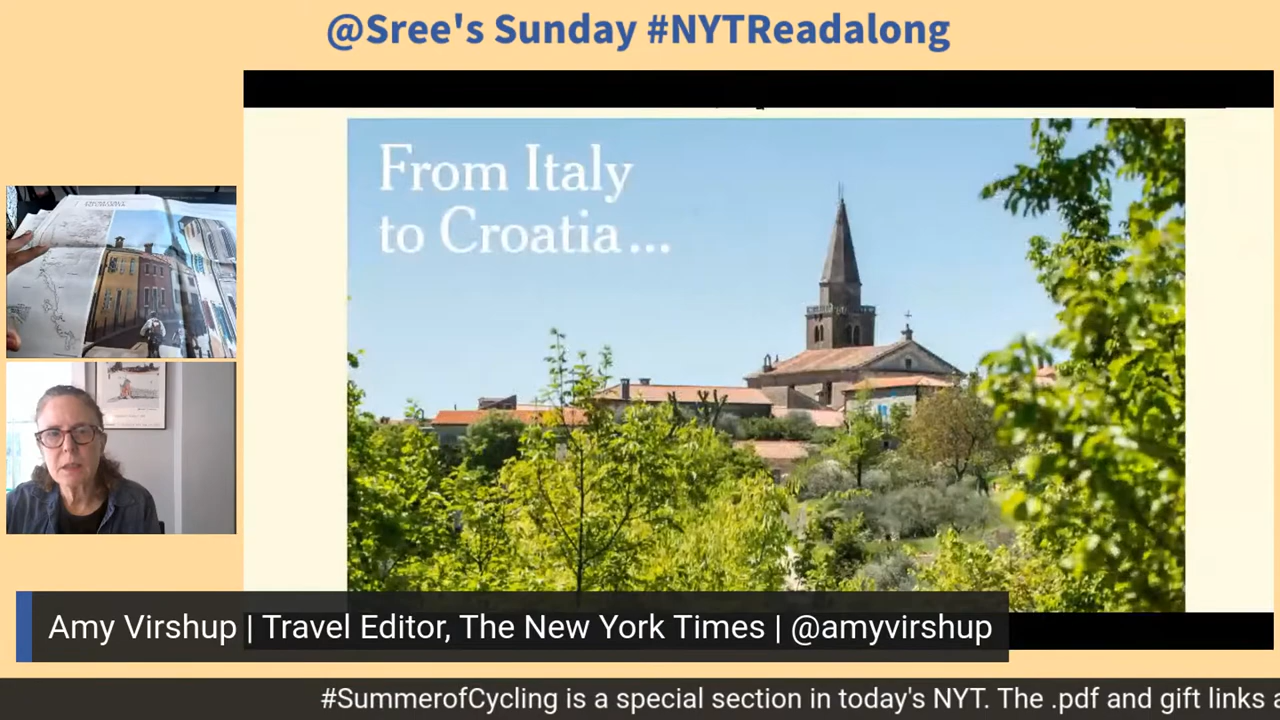 @Sree's Sunday #NYTReadalong
From Italy
to Croatia...
Amy Virshup | Travel Editor, The New York Times | @amyvirshup
#SummerofCycling is a special section in today's NYT. The .pdf and gift links